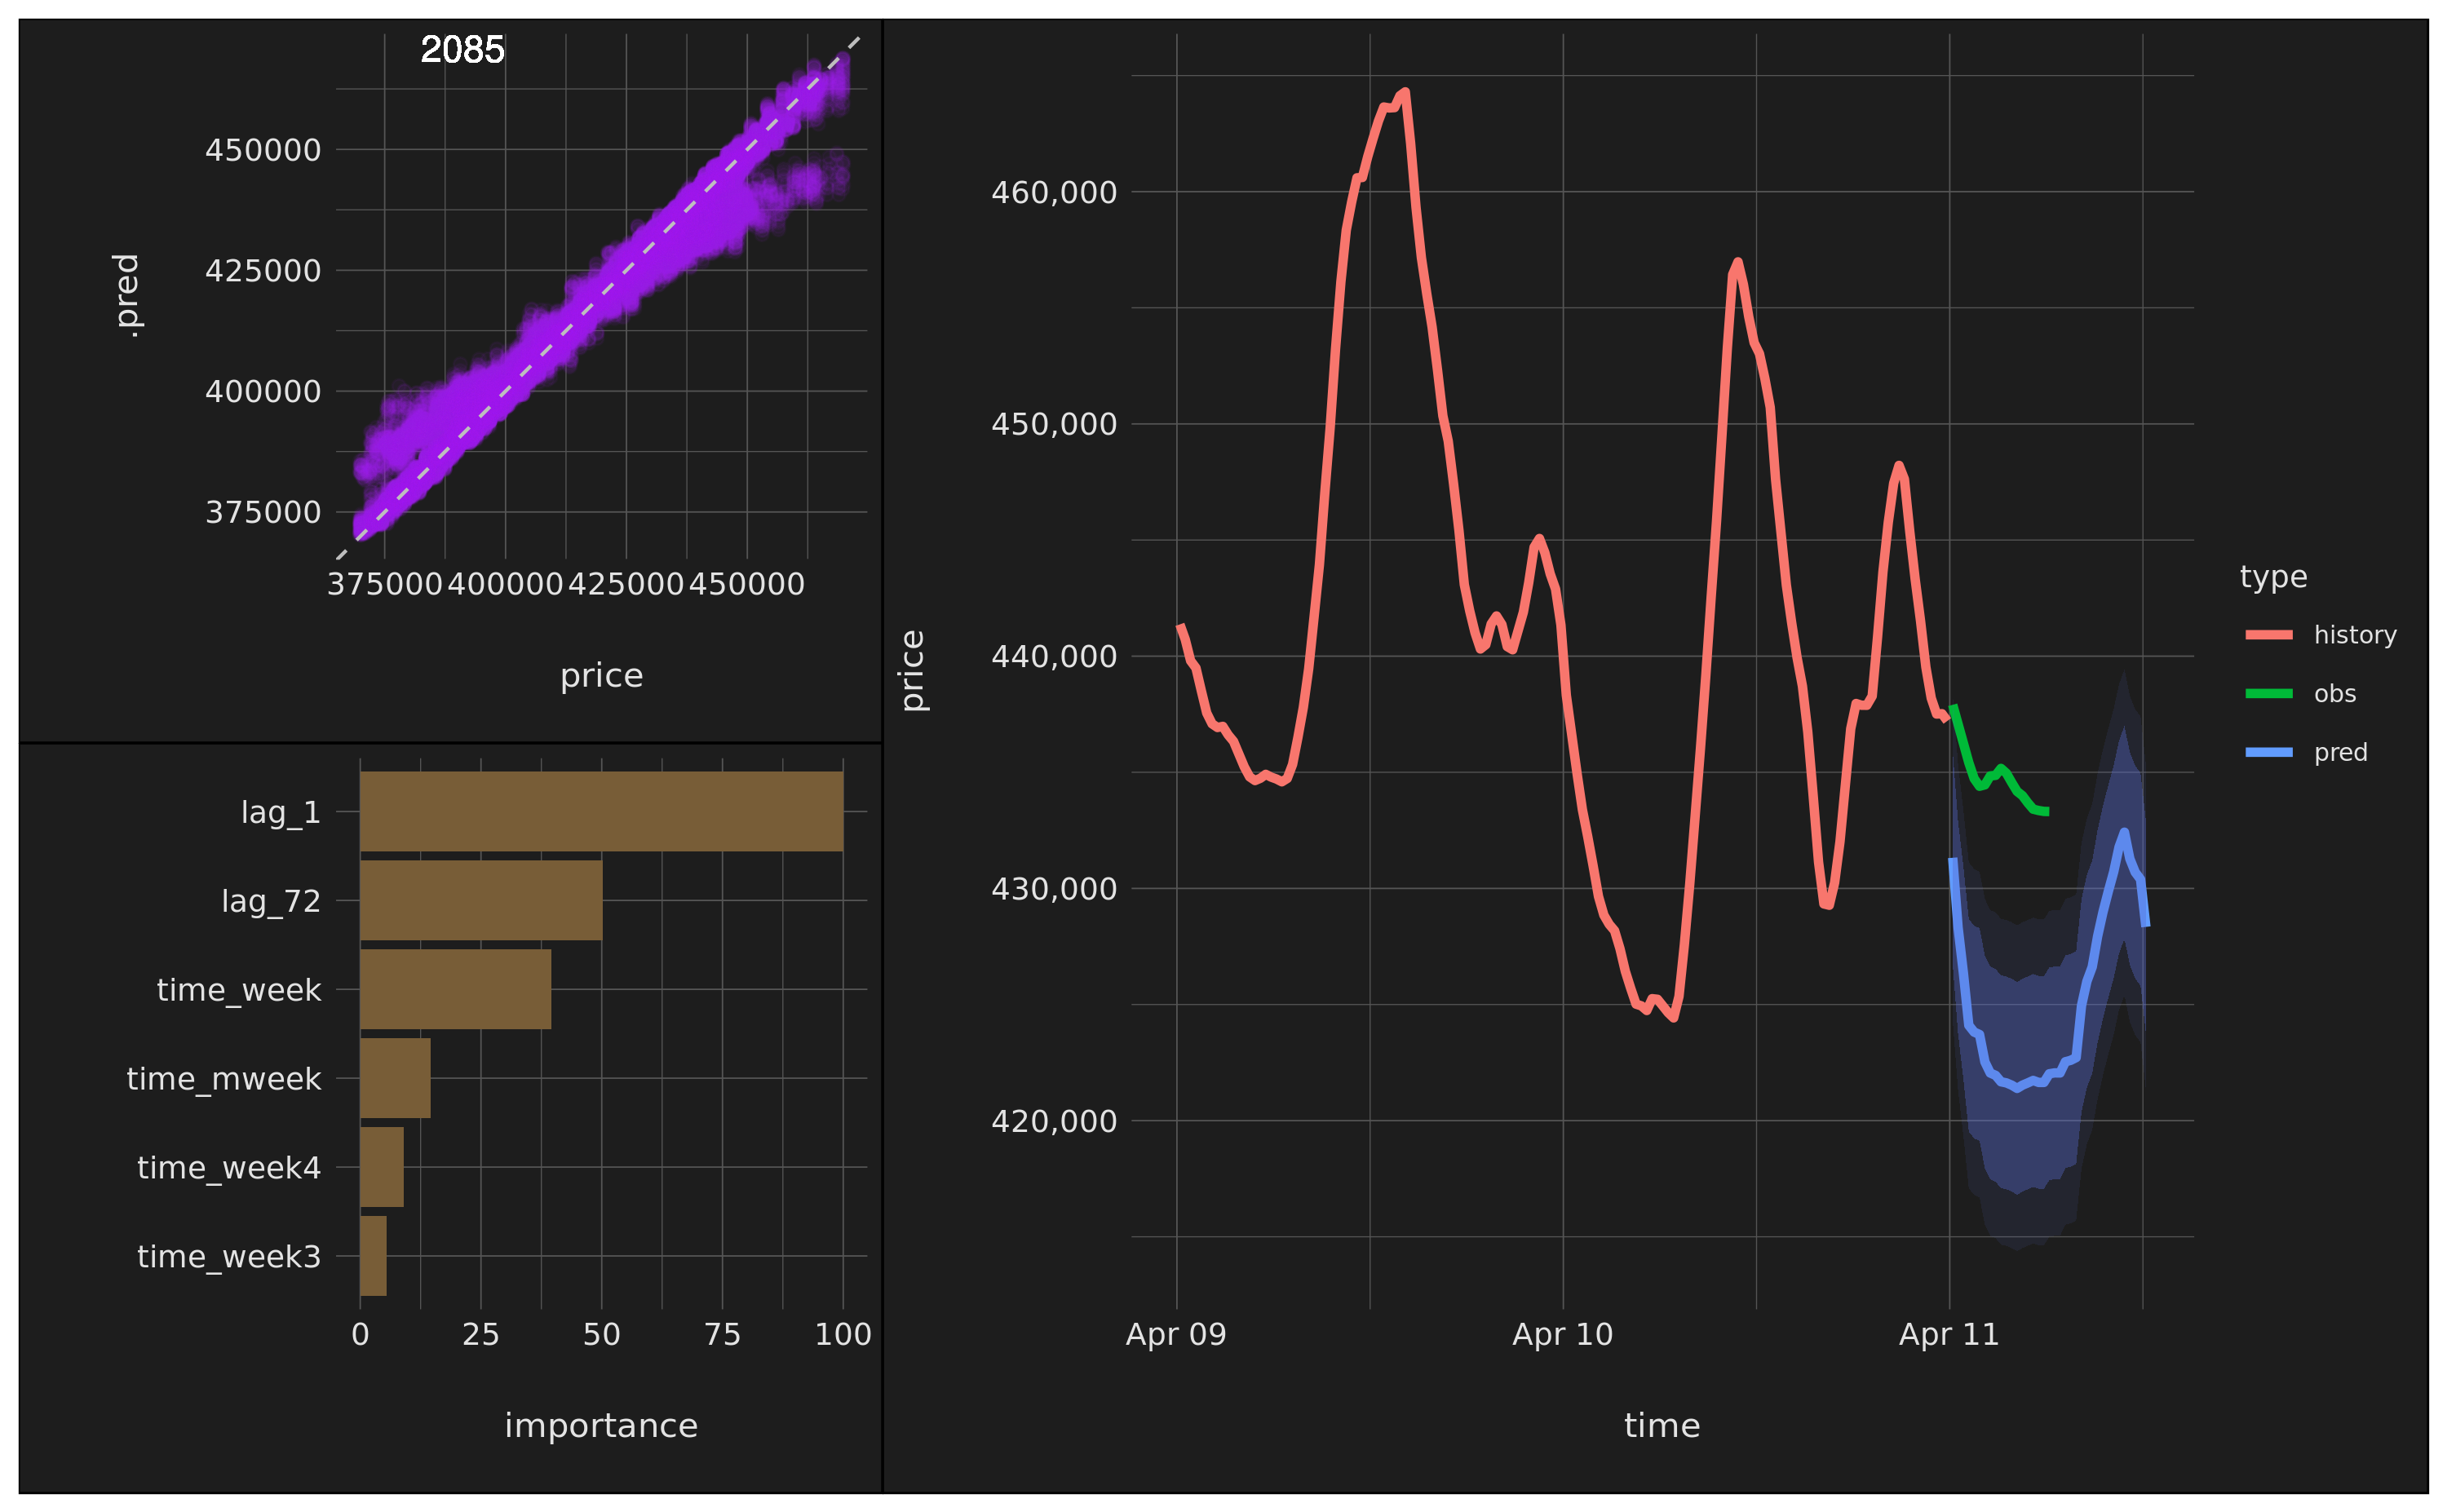 2085
.pred
450000
425000
400000
375000
375000 400000 425000 450000
price
lag_1
lag_72
time_week
time_mweek
time_week4
time_week3
0 25 50 75 100
importance
price
460,000
450,000
440,000
430,000
420,000
Apr 09 Apr 10 Apr 11
time
type
history
obs
pred